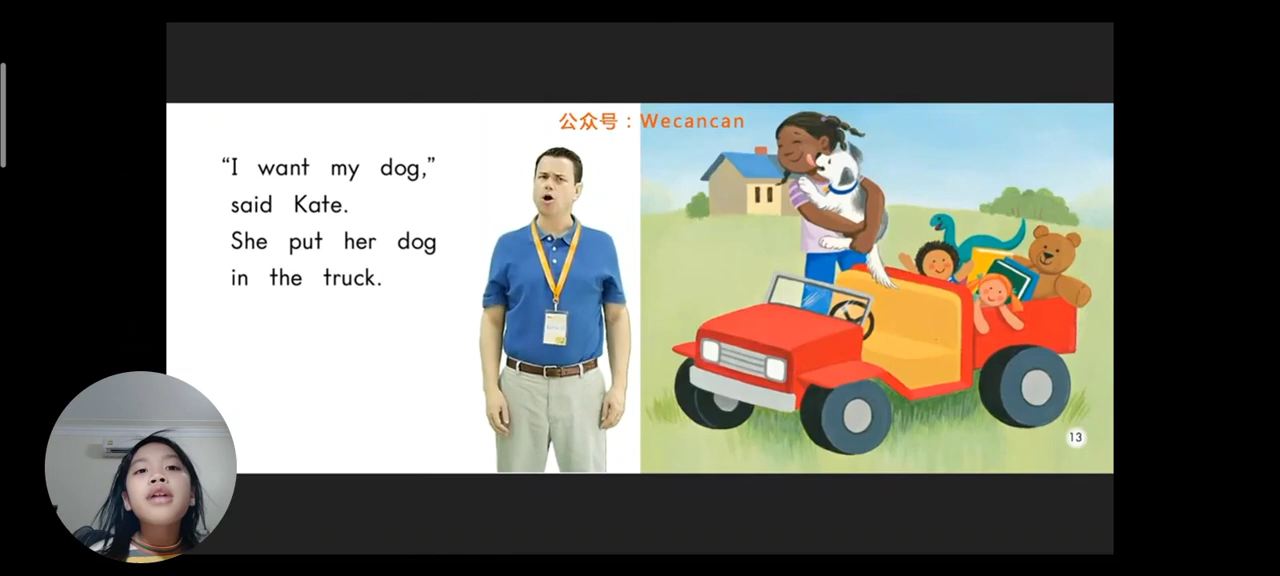 公众号：Wecancan
“I want my dog,”
said Kate.
She put her dog
in the truck.
13